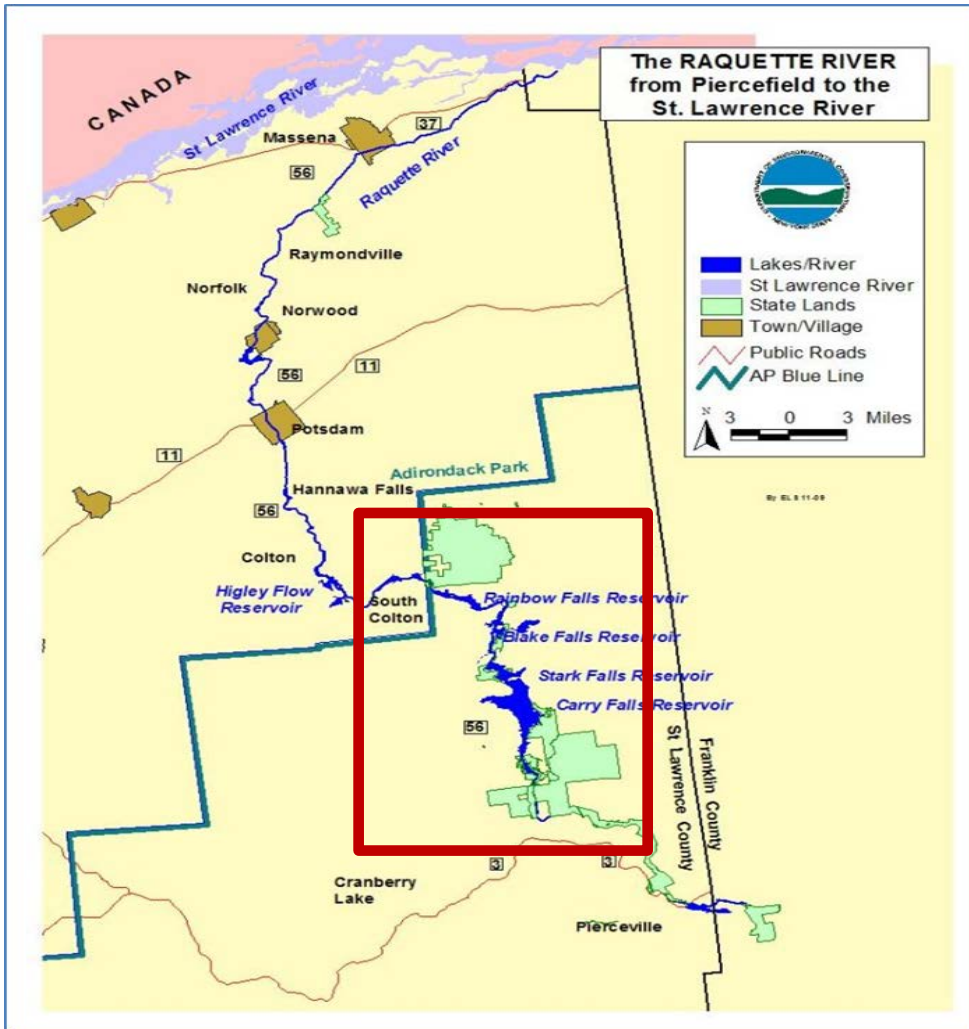 The RAQUETTE RIVER
from Piercefield to the
St. Lawrence River
CANADA
St Lawrence River
Massena
37
56
Raquette River
Raymondville
Norfolk
Norwood
56
11
Potsdam
11
Adirondack Park
Hannawa Falls
56
Colton
Higley Flow
Reservoir
South
Colton
Rainbow Falls Reservoir
Blake Falls Reservoir
Stark Falls Reservoir
Carry Falls Reservoir
56
Franklin County
St Lawrence County
3
3
Cranberry
Lake
Pierceville
Lakes/River
St Lawrence River
State Lands
Town/Village
Public Roads
AP Blue Line
N
3 0 3 Miles